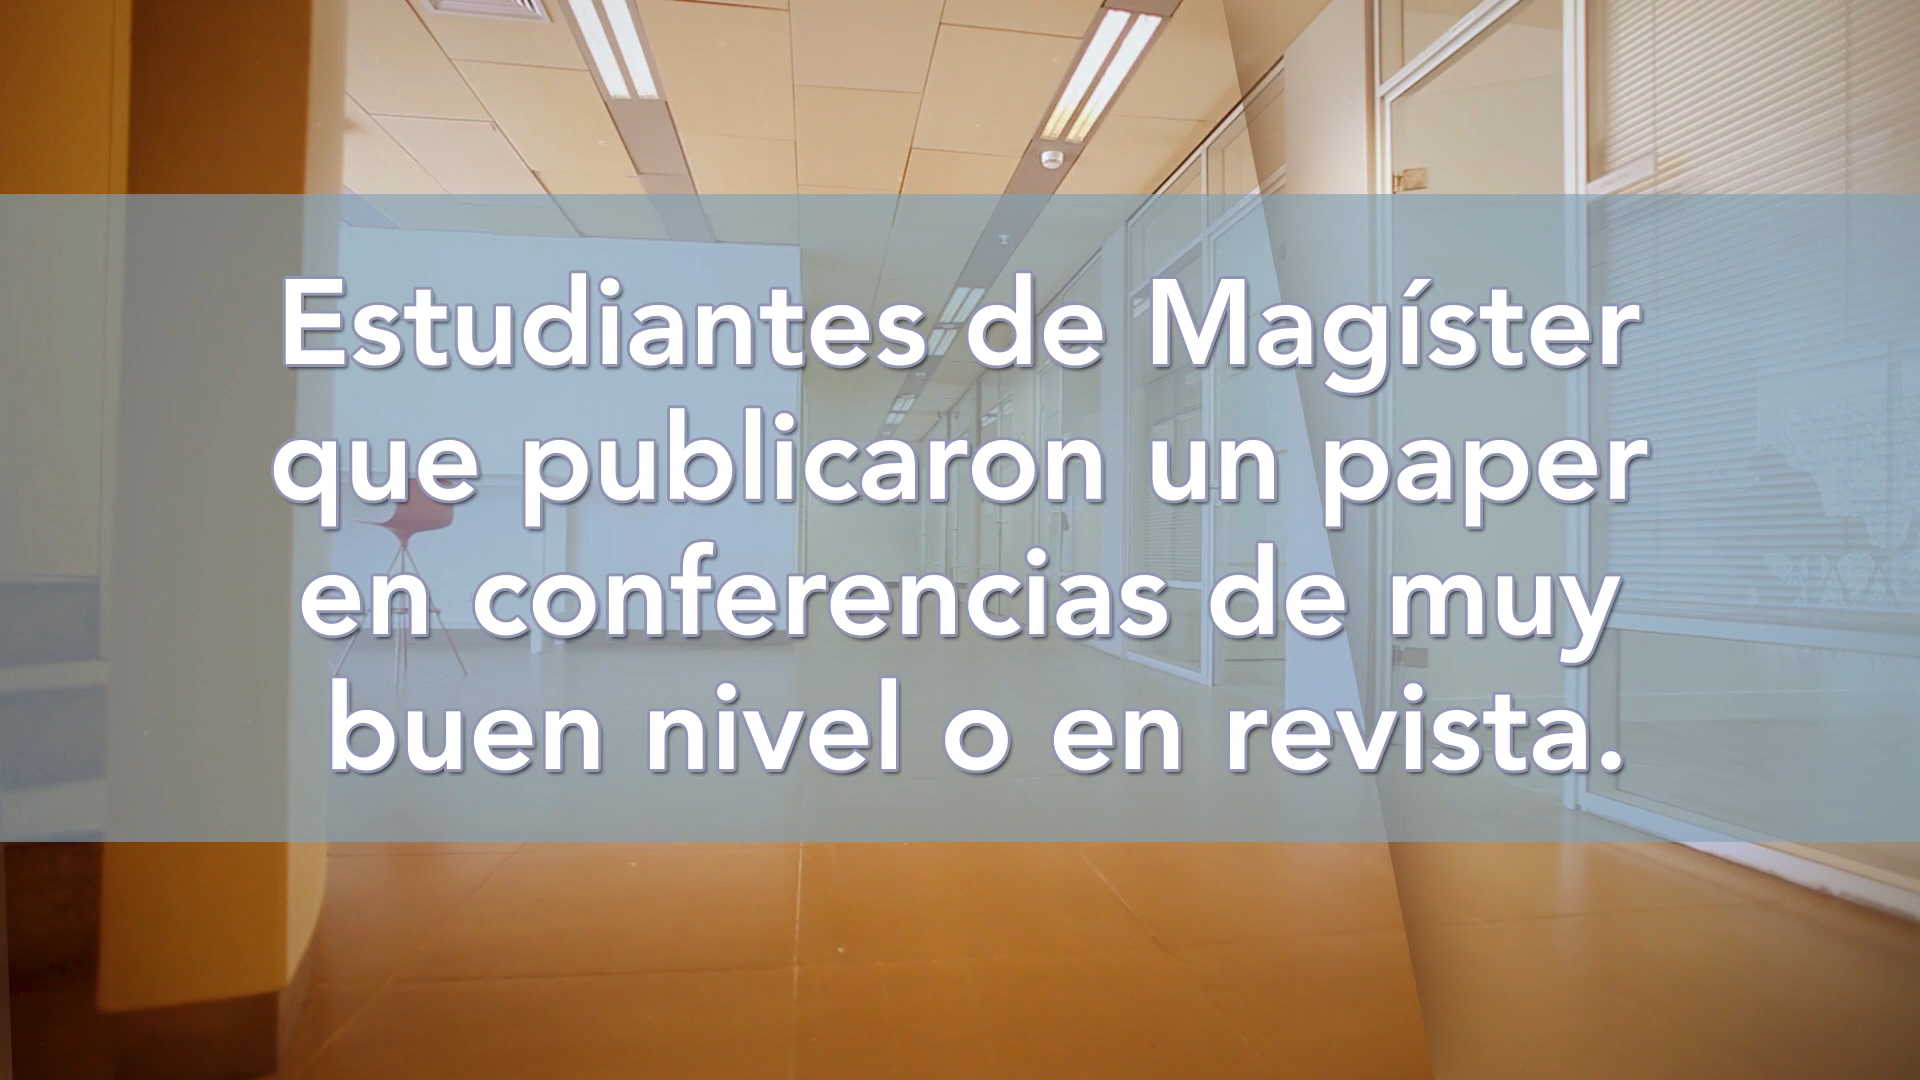 Estudiantes de Magíster
que publicaron un paper
en conferencias de muy
buen nivel o en revista.